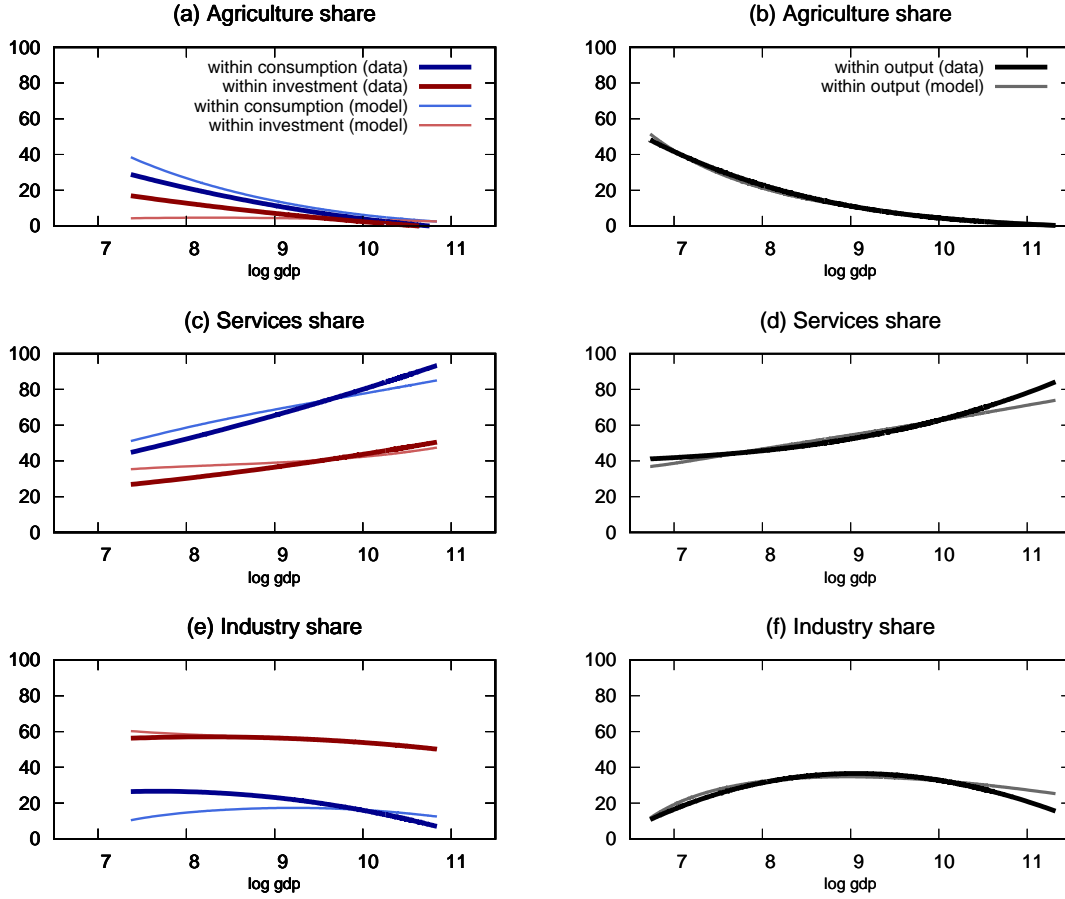 (a) Agriculture share
100
80
60
40
20
0
within consumption (data)
within investment (data)
within consumption (model)
within investment (model)
7 8 9 10 11
log gdp
(b) Agriculture share
100
80
60
40
20
0
within output (data)
within output (model)
7 8 9 10 11
log gdp
(c) Services share
100
80
60
40
20
0
7 8 9 10 11
log gdp
(d) Services share
100
80
60
40
20
0
7 8 9 10 11
log gdp
(e) Industry share
100
80
60
40
20
0
7 8 9 10 11
log gdp
(f) Industry share
100
80
60
40
20
0
7 8 9 10 11
log gdp